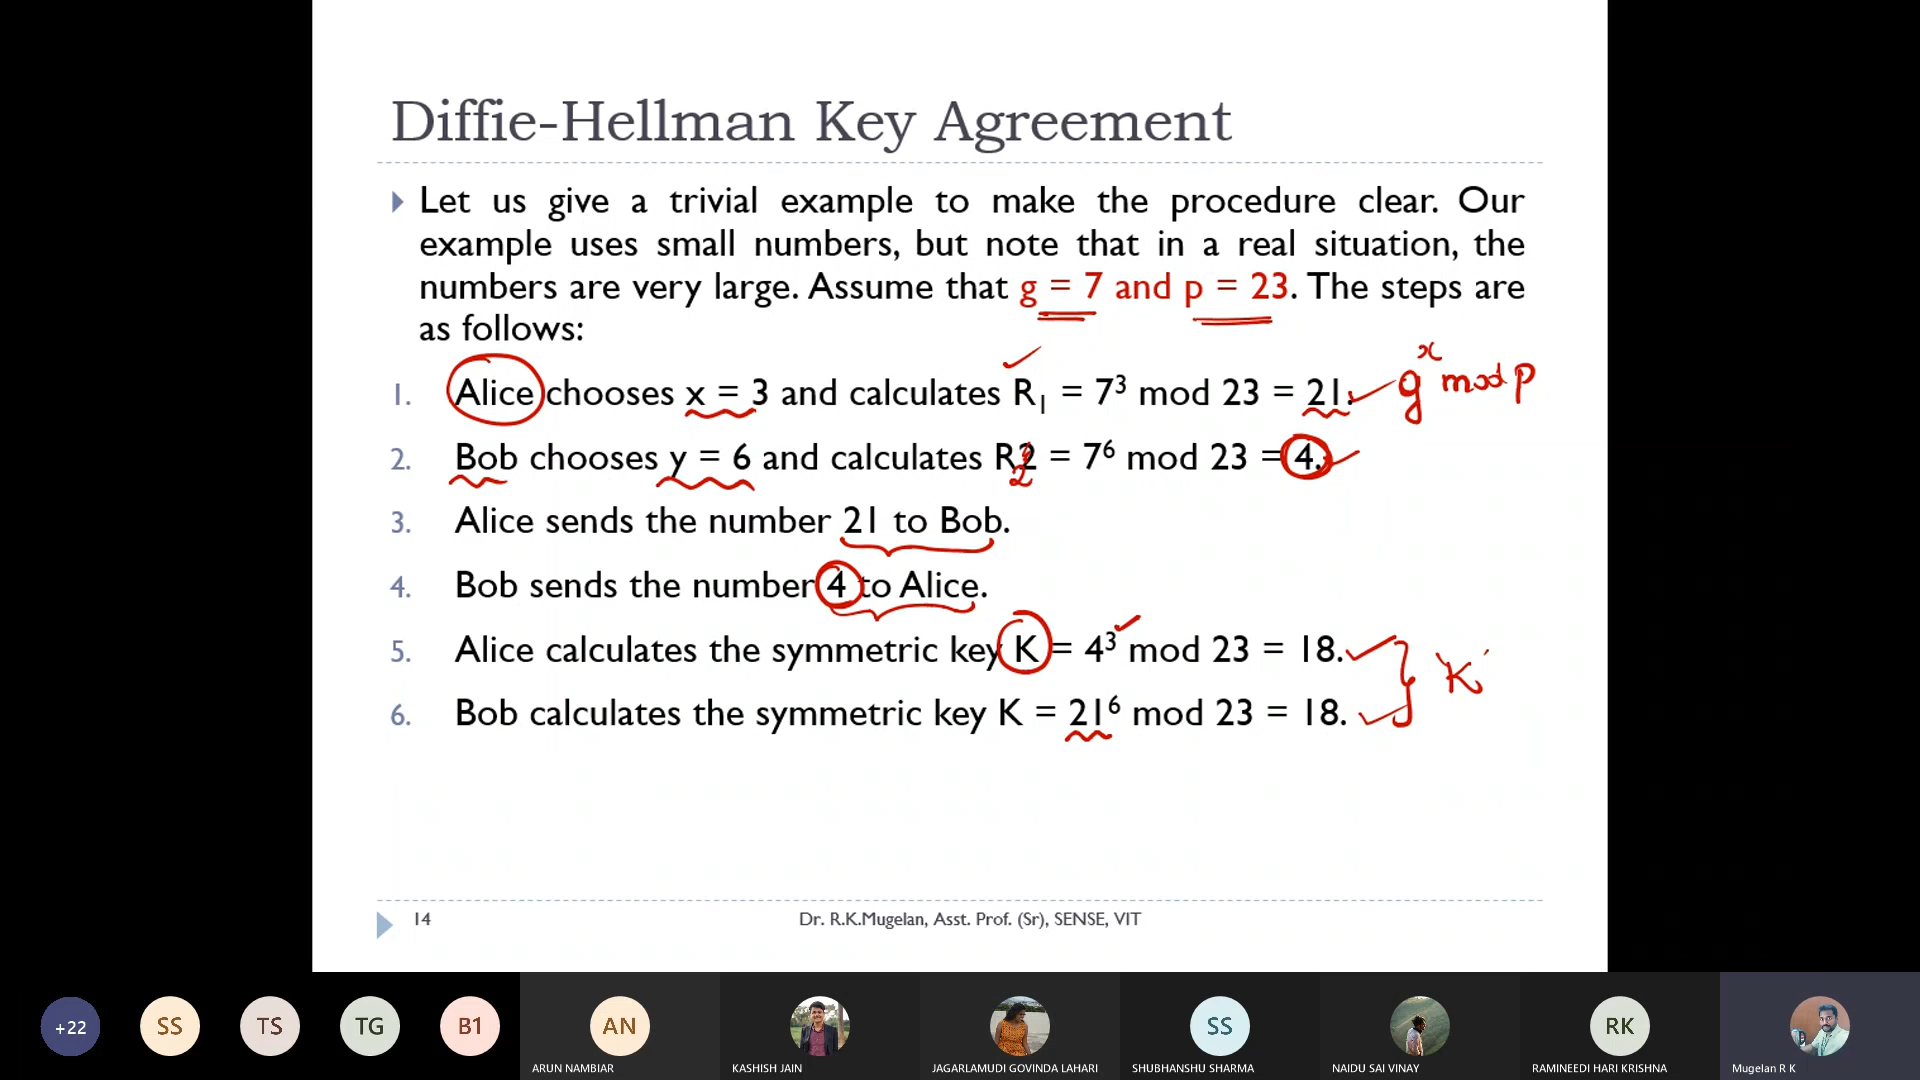 Diffie-Hellman Key Agreement
Let us give a trivial example to make the procedure clear. Our
example uses small numbers, but note that in a real situation, the
numbers are very large. Assume that g = 7 and p = 23. The steps are
as follows:
1. Alice chooses x = 3 and calculates R₁ = 7³ mod 23 = 21.
gˣ mod p
2. Bob chooses y = 6 and calculates R2 = 7⁶ mod 23 = 4.
2
3. Alice sends the number 21 to Bob.
4. Bob sends the number 4 to Alice.
5. Alice calculates the symmetric key K = 4³ mod 23 = 18.
'K'
6. Bob calculates the symmetric key K = 21⁶ mod 23 = 18.
14 Dr. R.K.Mugelan, Asst. Prof. (Sr), SENSE, VIT
+22 SS TS TG B1 AN SS RK
ARUN NAMBIAR KASHISH JAIN JAGARLAMUDI GOVINDA LAHARI SHUBHANSHU SHARMA NAIDU SAI VINAY RAMINEEDI HARI KRISHNA Mugelan R K